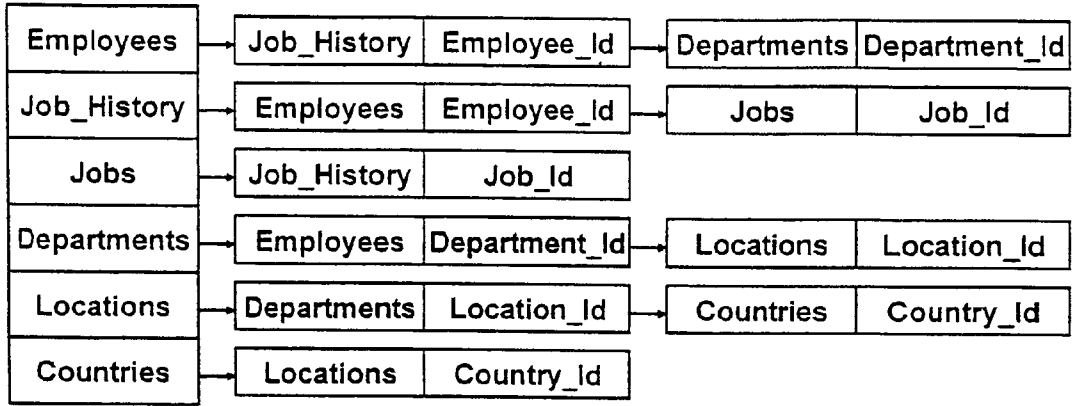 Employees Job_History Employee_Id Departments Department_Id
Job_History Employees Employee_Id Jobs Job_Id
Jobs Job_History Job_Id
Departments Employees Department_Id Locations Location_Id
Locations Departments Location_Id Countries Country_Id
Countries Locations Country_Id